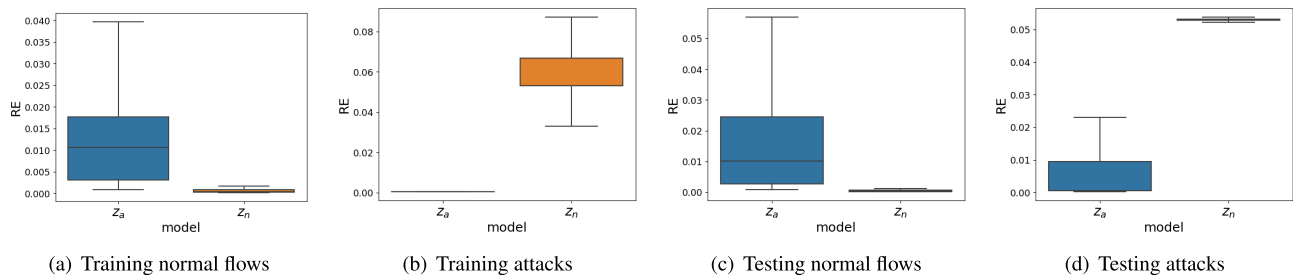 0.040
0.035
0.030
0.025
0.020
0.015
0.010
0.005
0.000
RE
z_a
z_n
model
(a) Training normal flows
0.08
0.06
0.04
0.02
0.00
RE
z_a
z_n
model
(b) Training attacks
0.05
0.04
0.03
0.02
0.01
0.00
RE
z_a
z_n
model
(c) Testing normal flows
0.05
0.04
0.03
0.02
0.01
0.00
RE
z_a
z_n
model
(d) Testing attacks